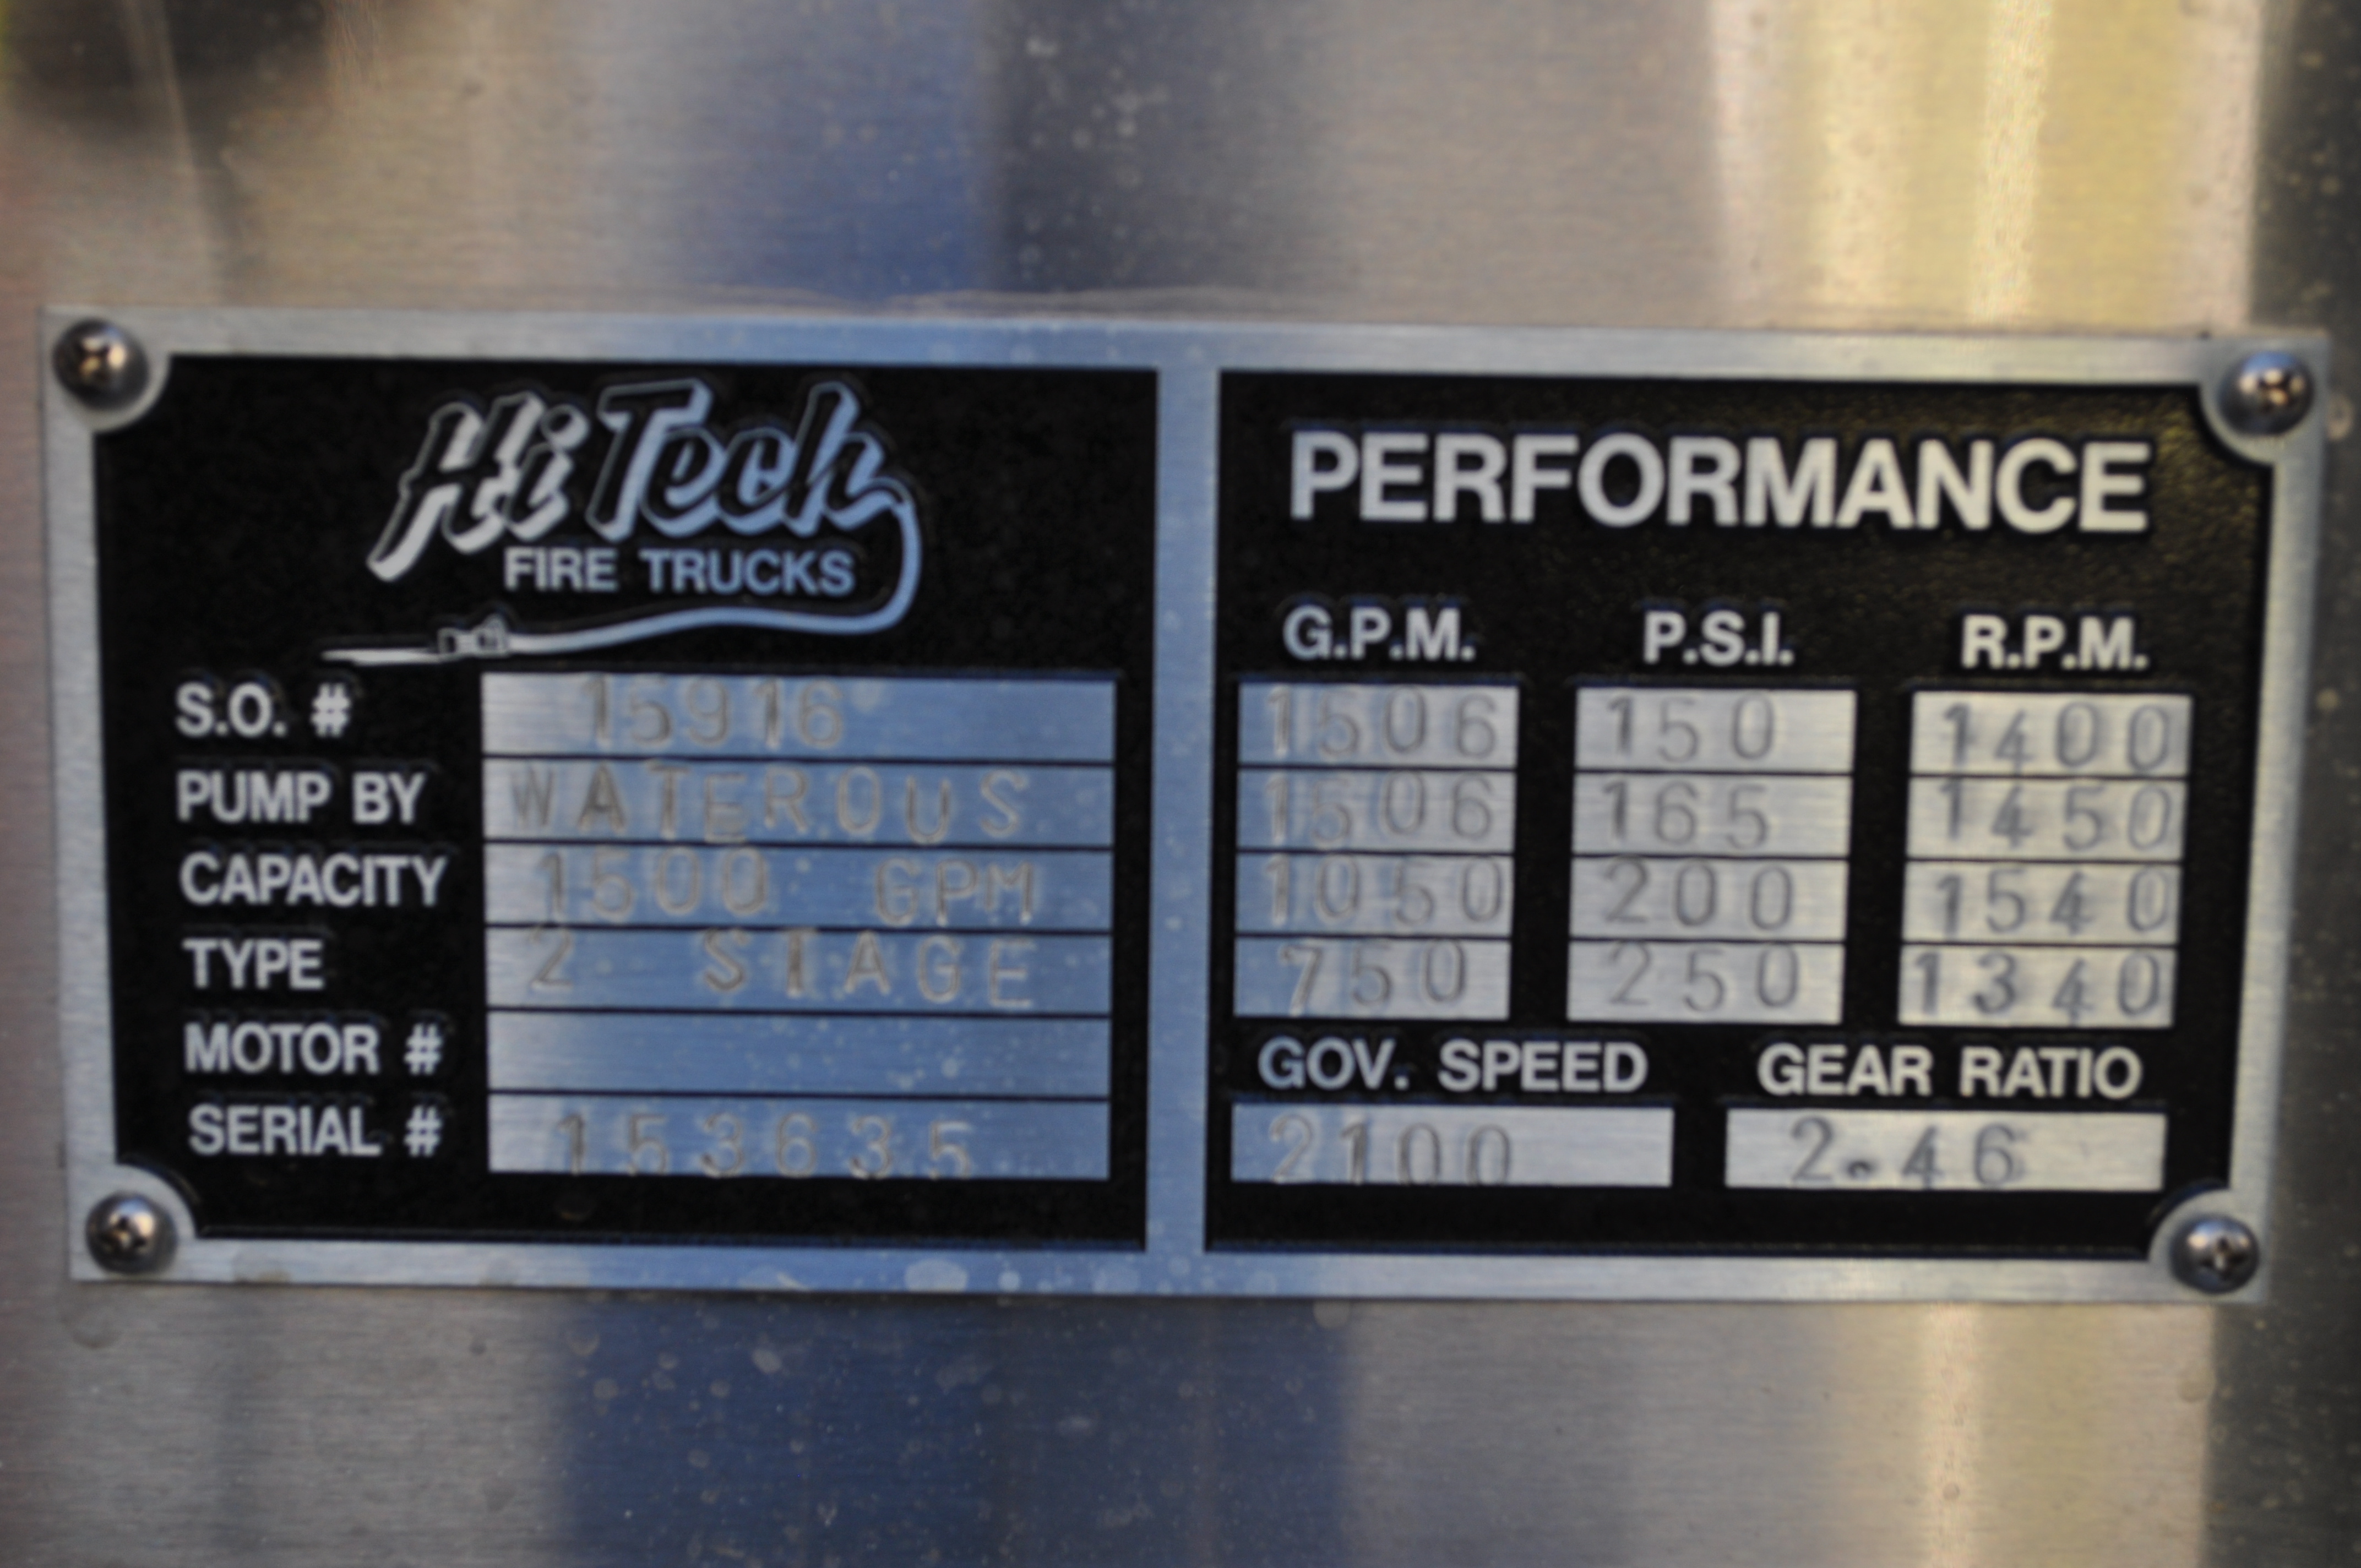 Hi Tech
FIRE TRUCKS
S.O. # 15916
PUMP BY WATEROUS
CAPACITY 1500 GPM
TYPE 2 STAGE
MOTOR #
SERIAL # 153635
PERFORMANCE
G.P.M. P.S.I. R.P.M.
1506 150 1400
1506 165 1450
1050 200 1540
750 250 1340
GOV. SPEED GEAR RATIO
2100 2.46